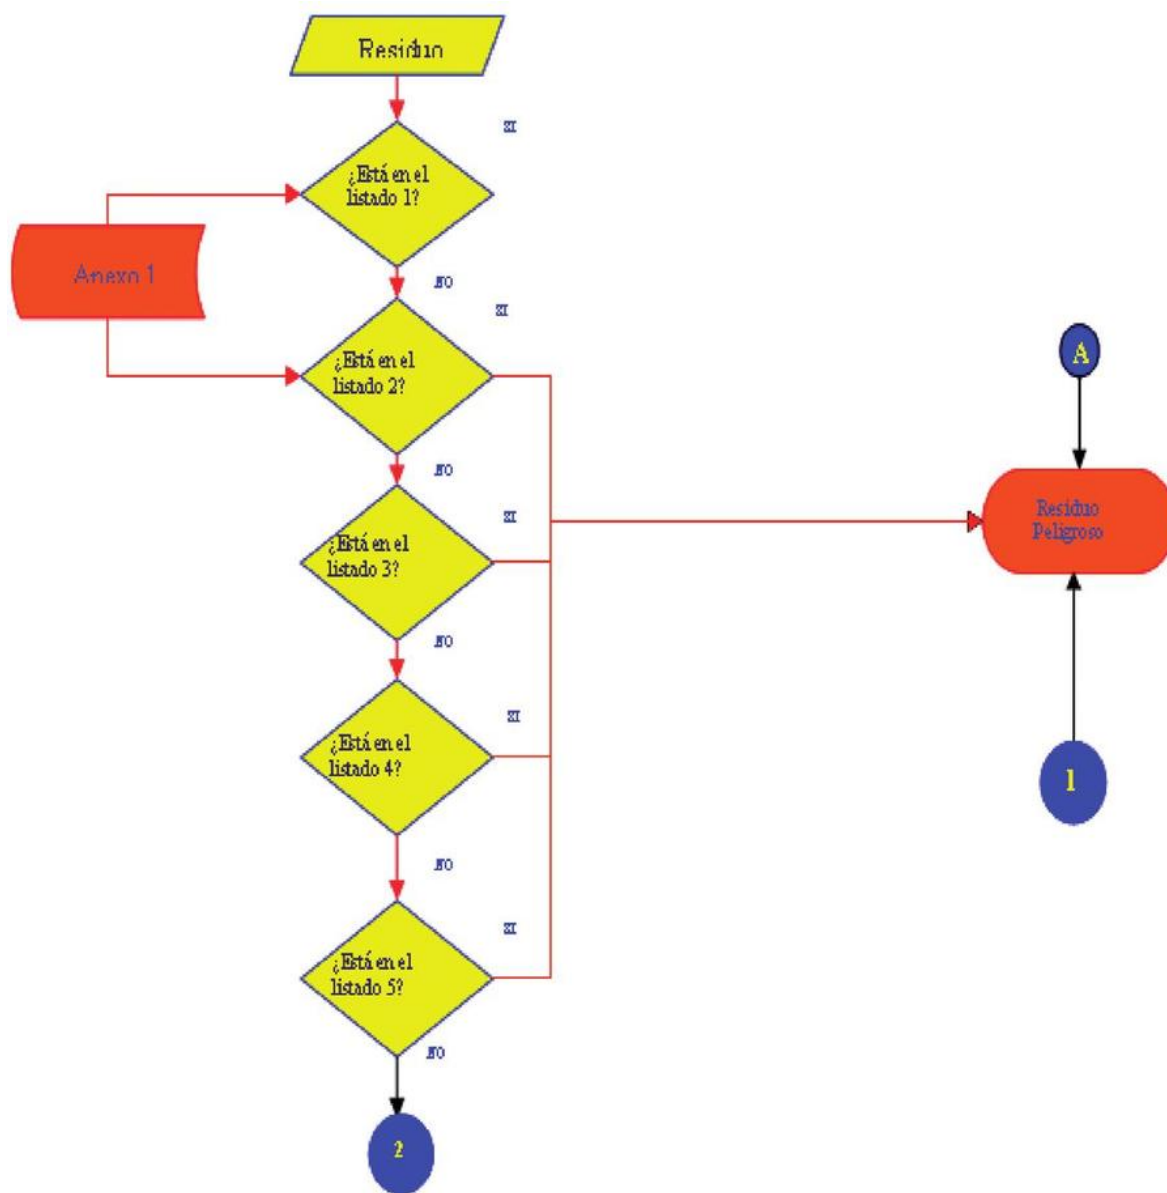 Residuo
SI
¿Está en el
listado 1?
Anexo 1
NO
SI
¿Está en el
listado 2?
A
NO
SI
¿Está en el
listado 3?
Residuo
Peligroso
NO
SI
¿Está en el
listado 4?
1
NO
SI
¿Está en el
listado 5?
NO
2